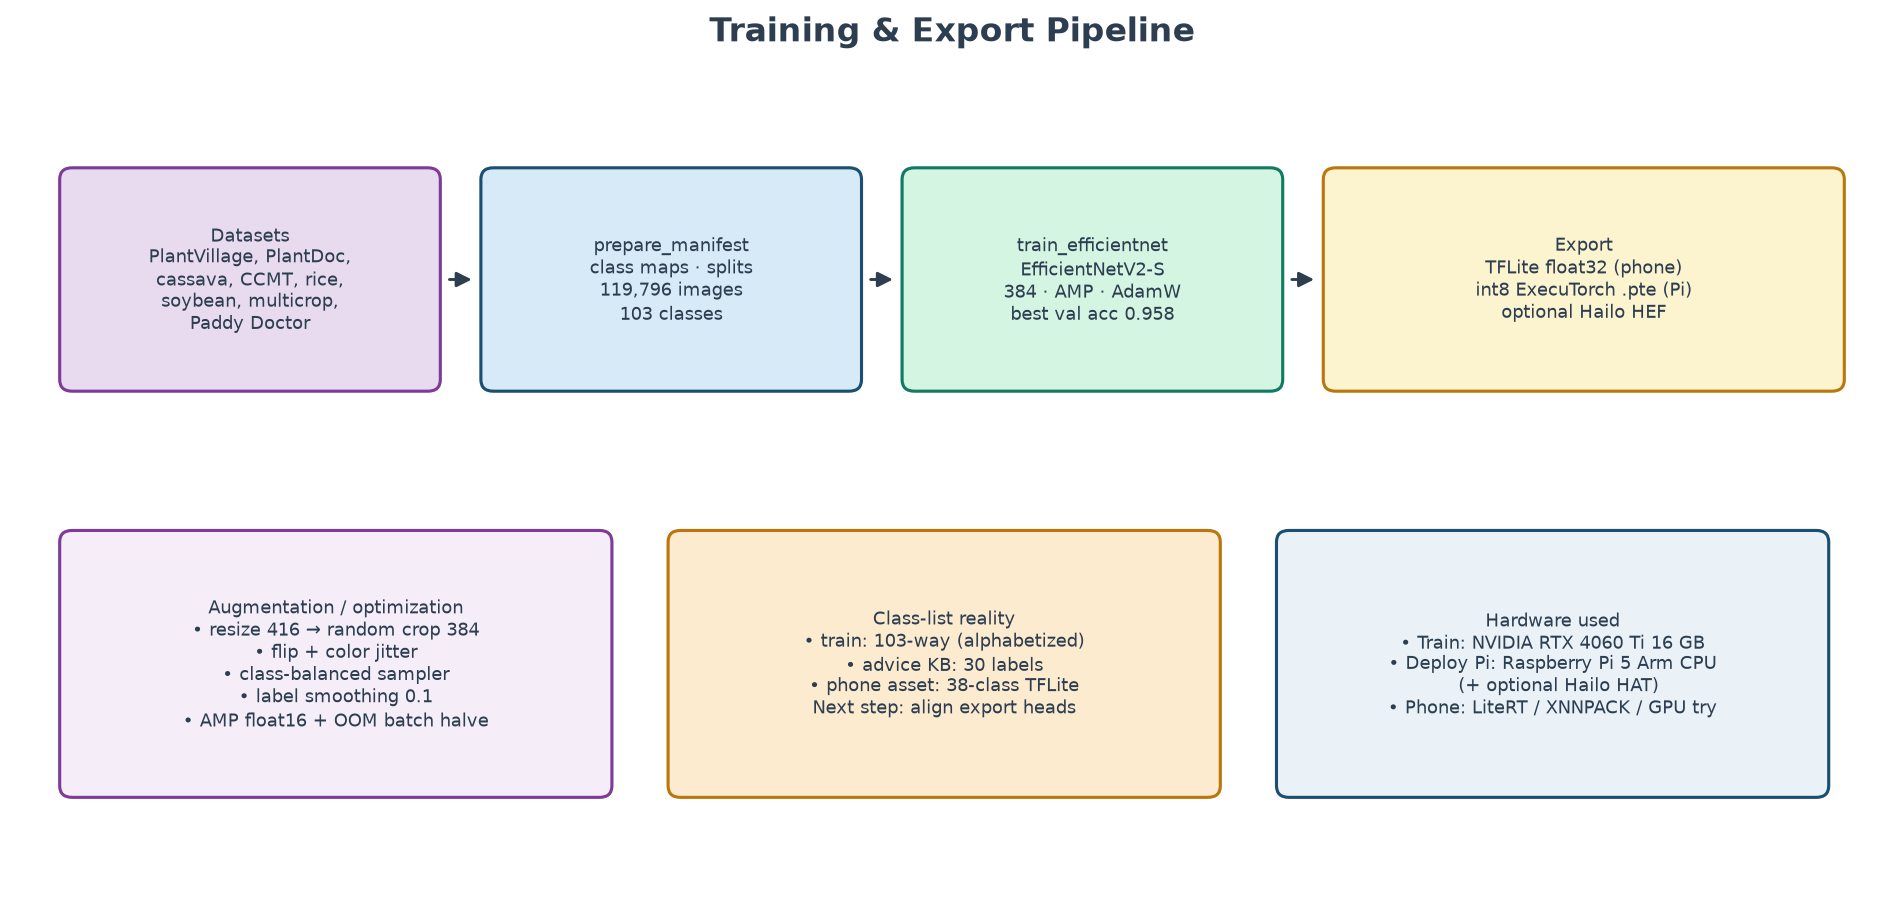 Training & Export Pipeline
Datasets
PlantVillage, PlantDoc,
cassava, CCMT, rice,
soybean, multicrop,
Paddy Doctor
prepare_manifest
class maps · splits
119,796 images
103 classes
train_efficientnet
EfficientNetV2-S
384 · AMP · AdamW
best val acc 0.958
Export
TFLite float32 (phone)
int8 ExecuTorch .pte (Pi)
optional Hailo HEF
Augmentation / optimization
• resize 416 → random crop 384
• flip + color jitter
• class-balanced sampler
• label smoothing 0.1
• AMP float16 + OOM batch halve
Class-list reality
• train: 103-way (alphabetized)
• advice KB: 30 labels
• phone asset: 38-class TFLite
Next step: align export heads
Hardware used
• Train: NVIDIA RTX 4060 Ti 16 GB
• Deploy Pi: Raspberry Pi 5 Arm CPU
(+ optional Hailo HAT)
• Phone: LiteRT / XNNPACK / GPU try